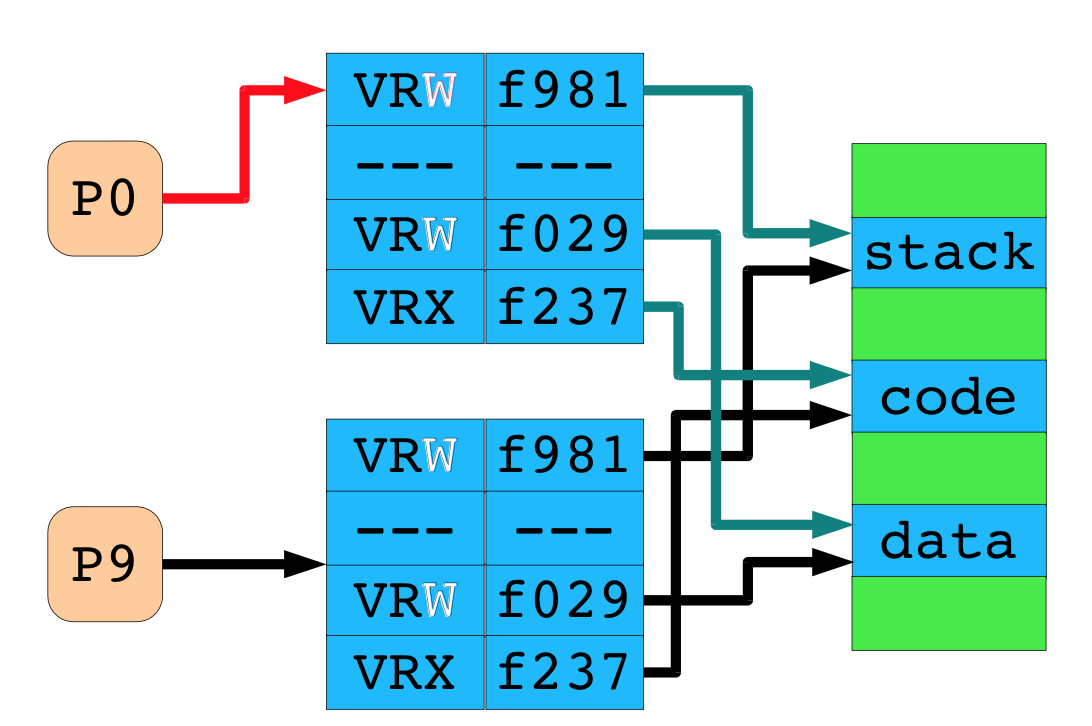 VRW f981
--- ---
P0
VRW f029
VRX f237
stack
code
data
VRW f981
--- ---
P9
VRW f029
VRX f237